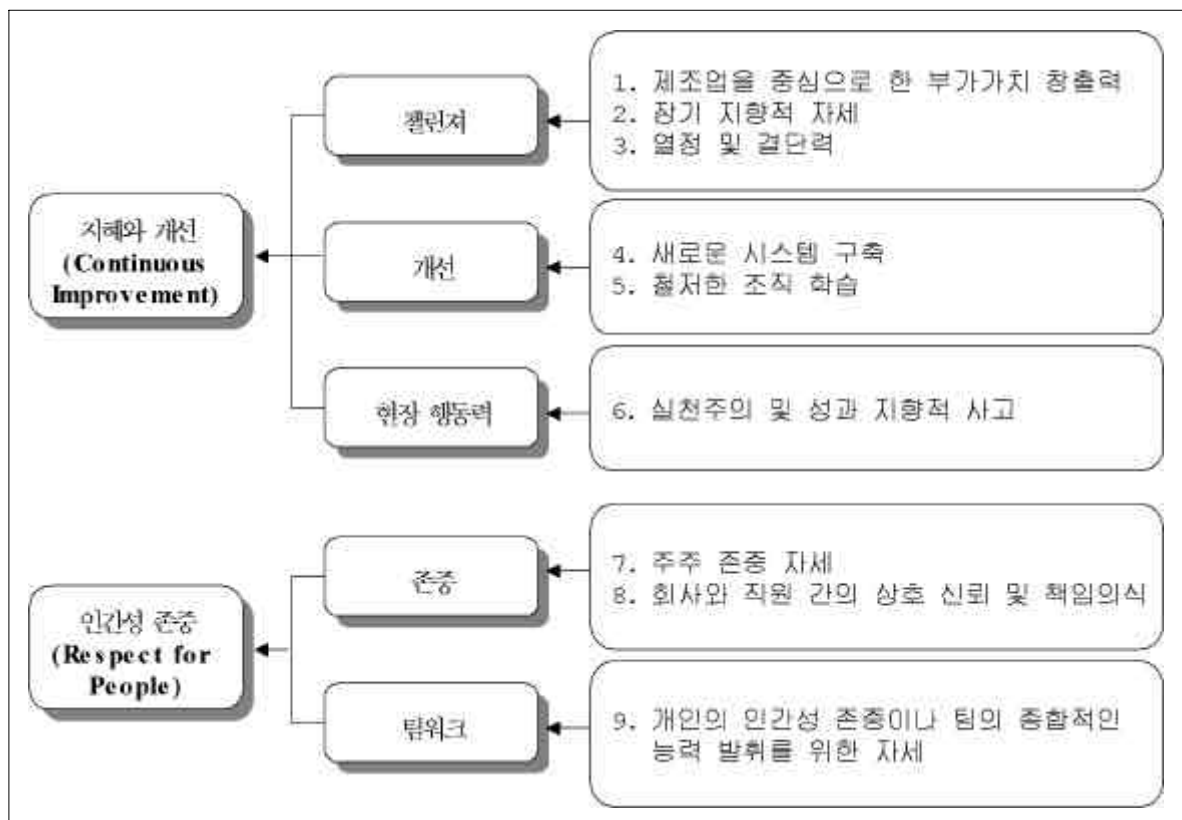 챌린저
1. 제조업을 중심으로 한 부가가치 창출력
2. 장기 지향적 자세
3. 열정 및 결단력
지혜와 개선
(Continuous
Improvement)
개선
4. 새로운 시스템 구축
5. 철저한 조직 학습
현장 행동력
6. 실천주의 및 성과 지향적 사고
인간성 존중
(Respect for
People)
존중
7. 주주 존중 자세
8. 회사와 직원 간의 상호 신뢰 및 책임의식
팀워크
9. 개인의 인간성 존중이나 팀의 종합적인
능력 발휘를 위한 자세